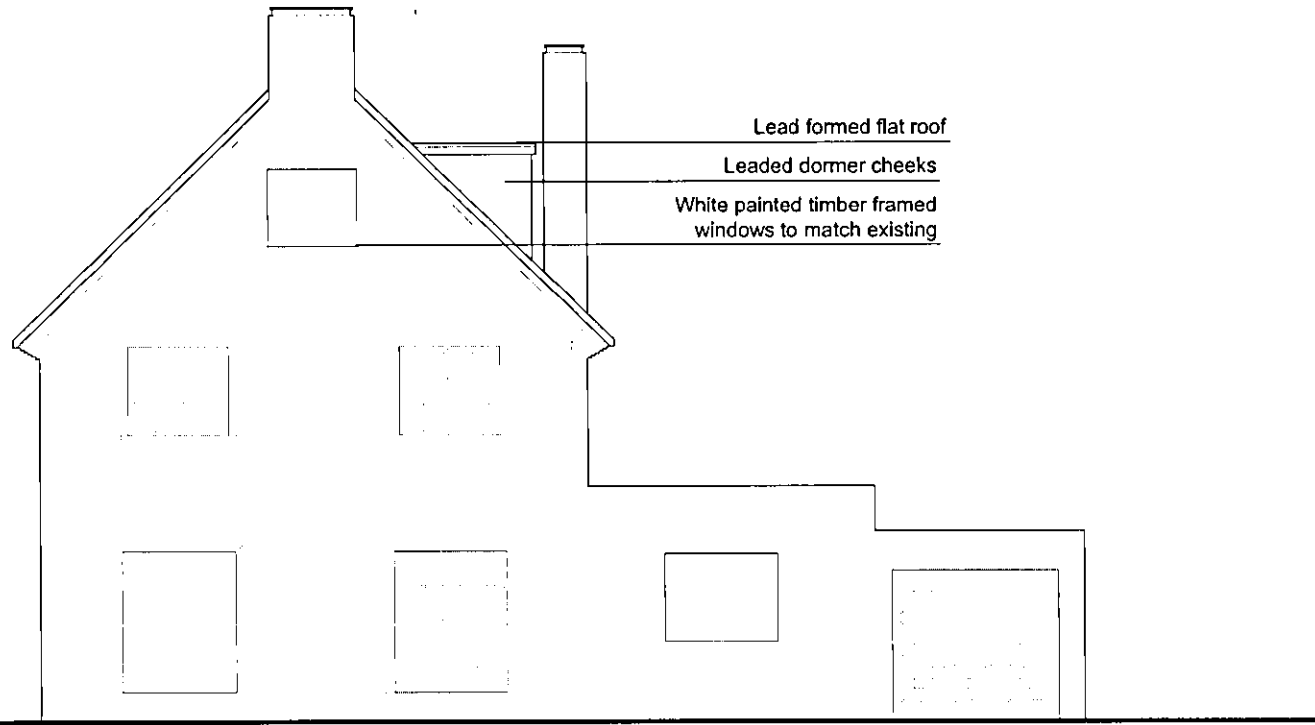 Lead formed flat roof
Leaded dormer cheeks
White painted timber framed
windows to match existing